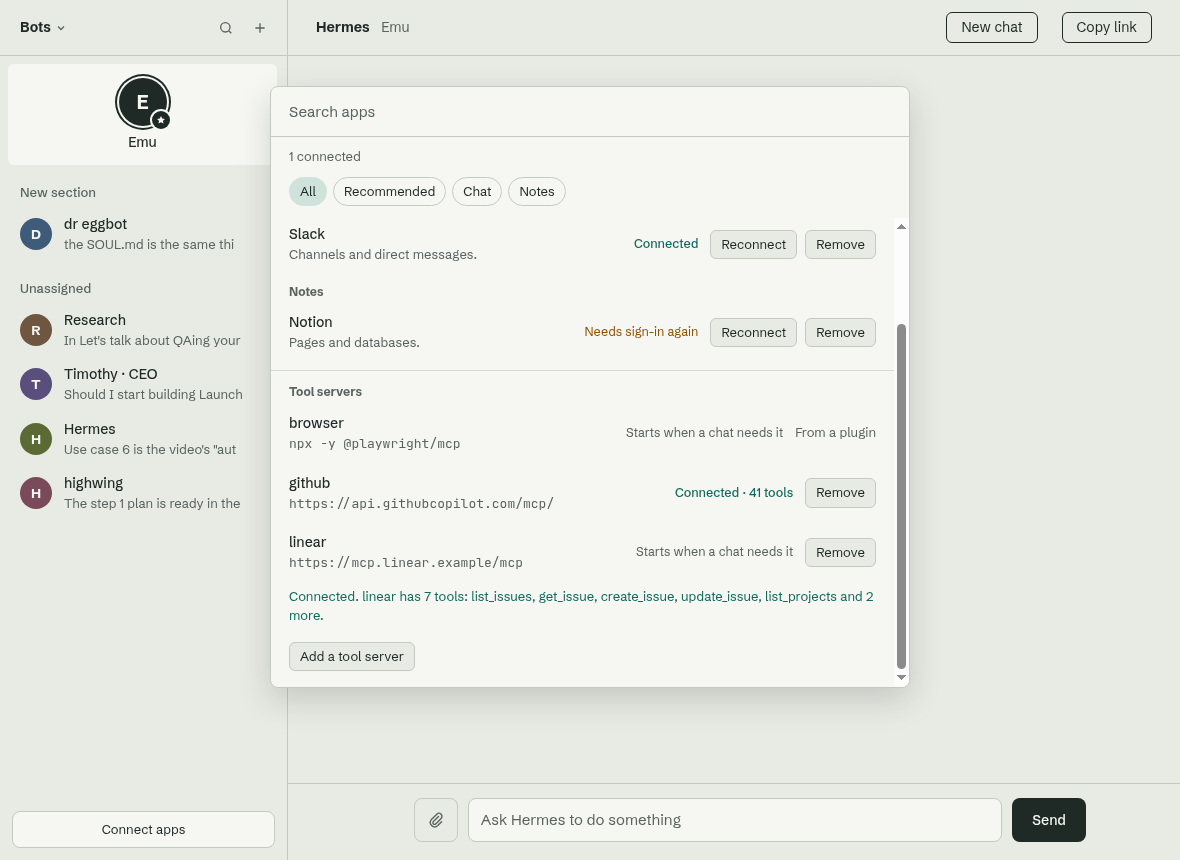 Bots
Hermes Emu
New chat
Copy link
E
Emu
New section
D
dr eggbot
the SOUL.md is the same thi
Unassigned
R
Research
In Let's talk about QAing your
T
Timothy · CEO
Should I start building Launch
H
Hermes
Use case 6 is the video's "aut
H
highwing
The step 1 plan is ready in the
Connect apps
Search apps
1 connected
All
Recommended
Chat
Notes
Slack
Channels and direct messages.
Connected
Reconnect
Remove
Notes
Notion
Pages and databases.
Needs sign-in again
Reconnect
Remove
Tool servers
browser
npx -y @playwright/mcp
Starts when a chat needs it
From a plugin
github
https://api.githubcopilot.com/mcp/
Connected · 41 tools
Remove
linear
https://mcp.linear.example/mcp
Starts when a chat needs it
Remove
Connected. linear has 7 tools: list_issues, get_issue, create_issue, update_issue, list_projects and 2
more.
Add a tool server
Ask Hermes to do something
Send